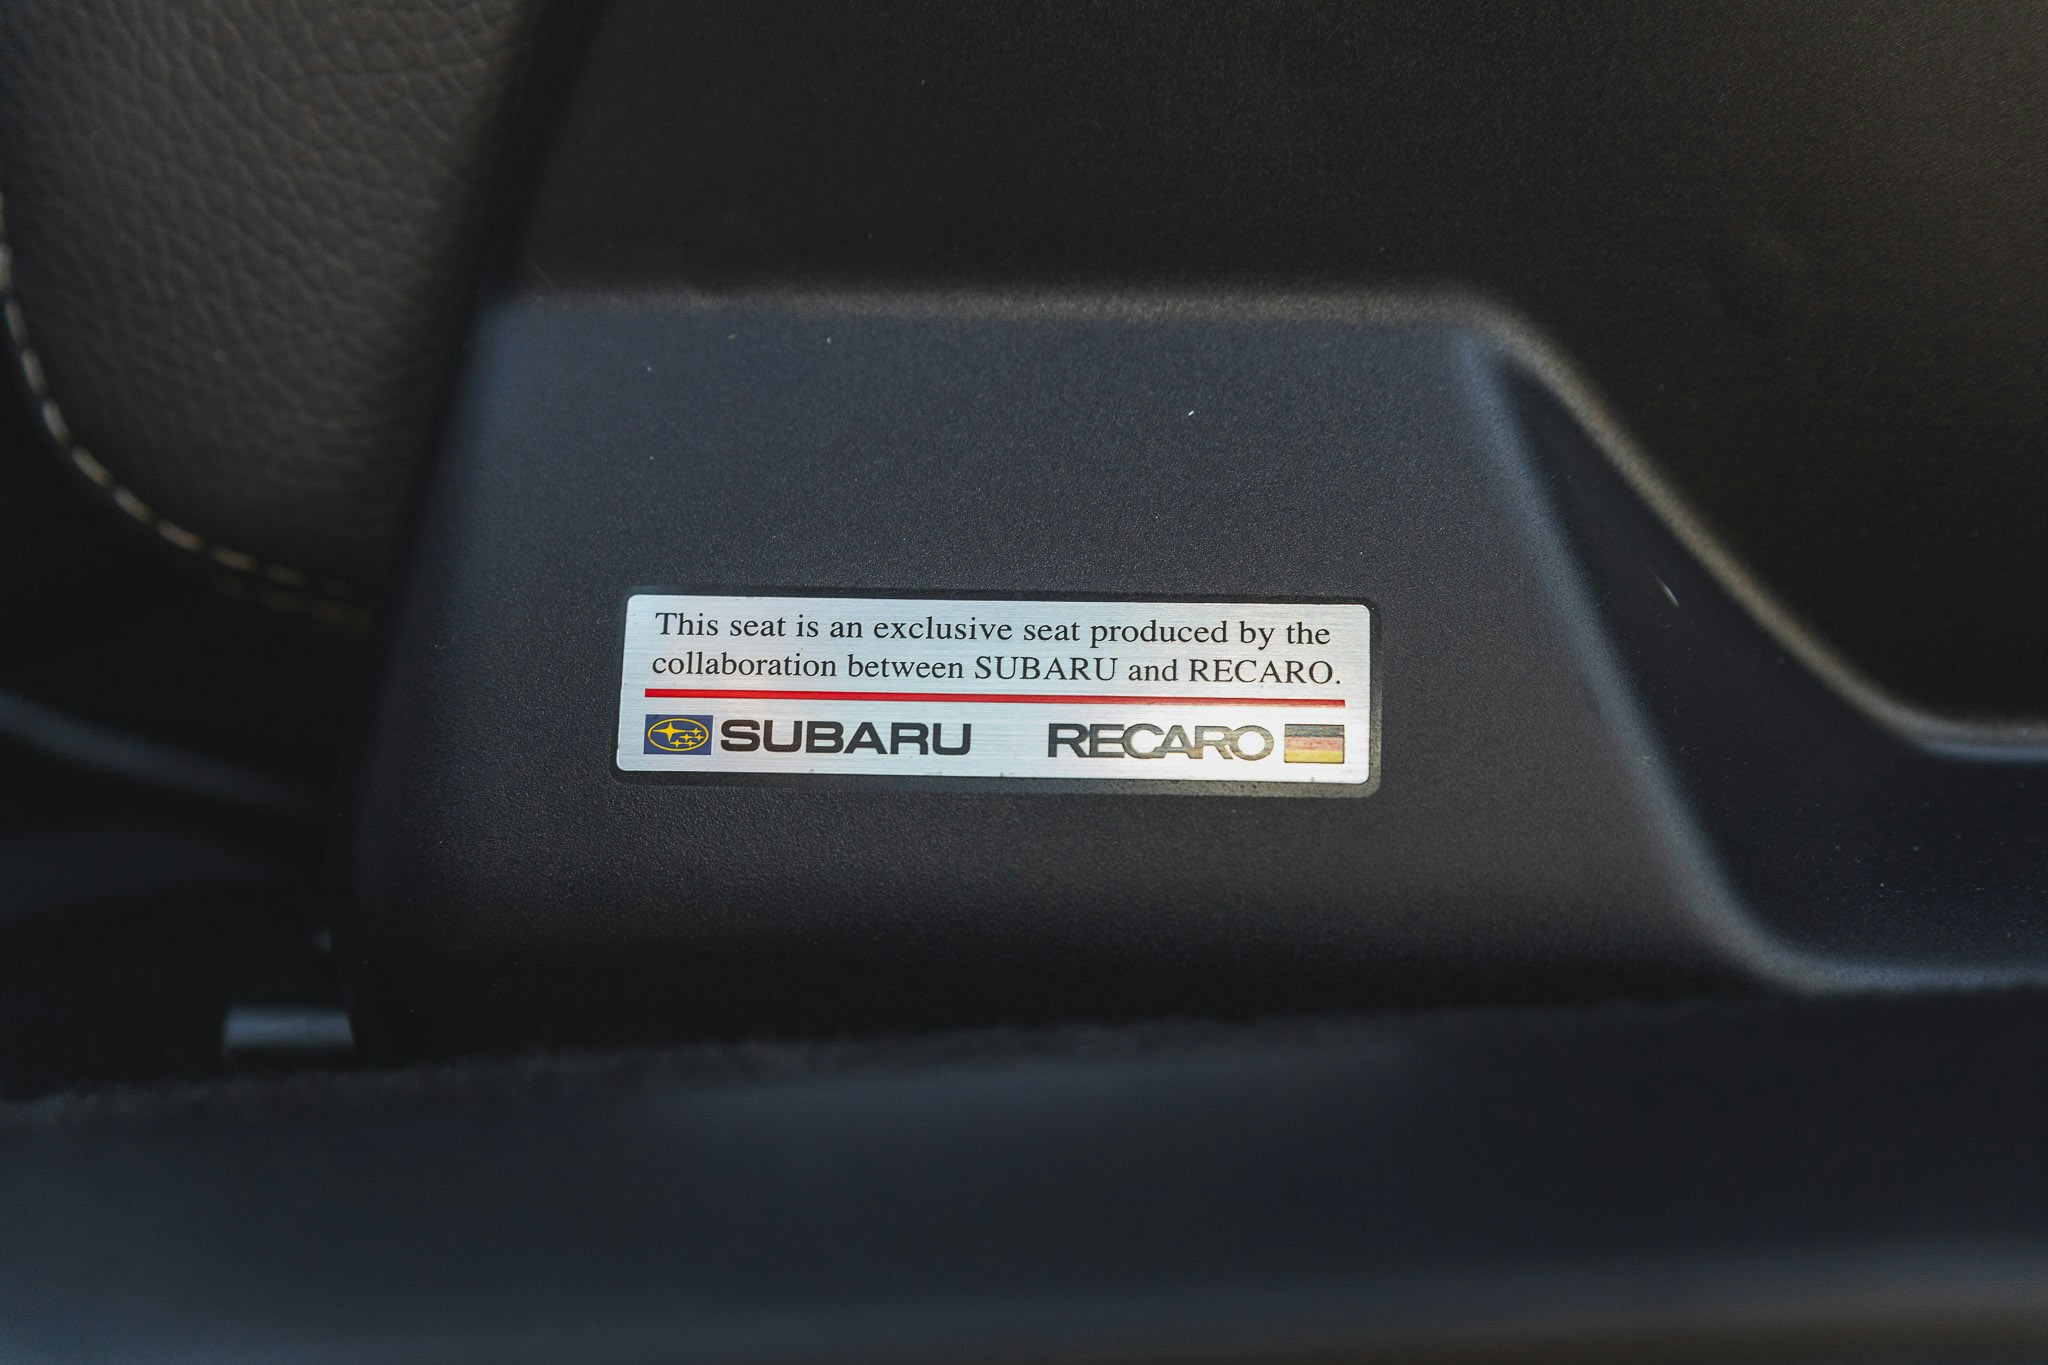 This seat is an exclusive seat produced by the
collaboration between SUBARU and RECARO.
SUBARU RECARO